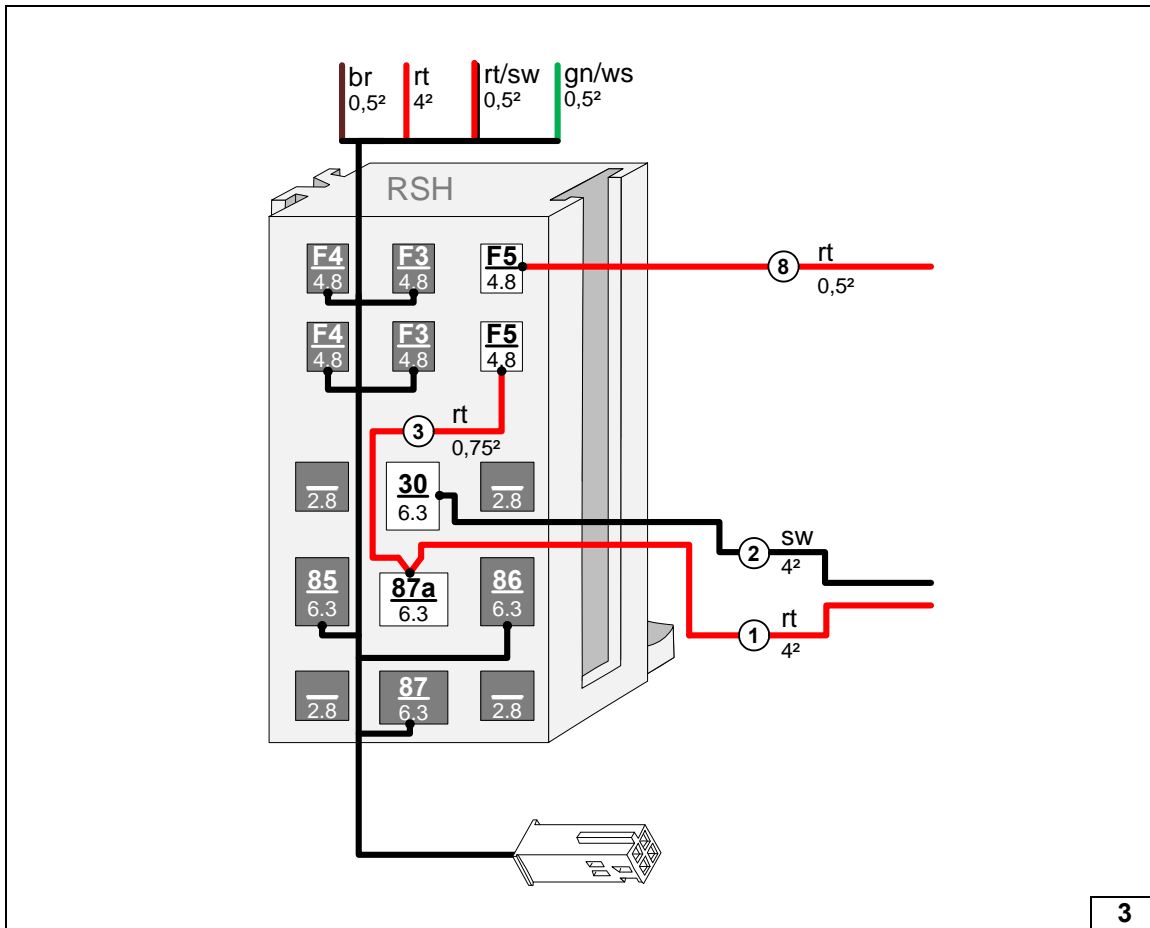 br rt rt/sw gn/ws
0,5² 4² 0,5² 0,5²
RSH
F4 F3 F5
4.8 4.8 4.8
8 rt
0,5²
F4 F3 F5
4.8 4.8 4.8
3 rt
0,75²
2.8 30 2.8
6.3
2 sw
4²
85 87a 86
6.3 6.3 6.3
1 rt
4²
2.8 87 2.8
6.3
3